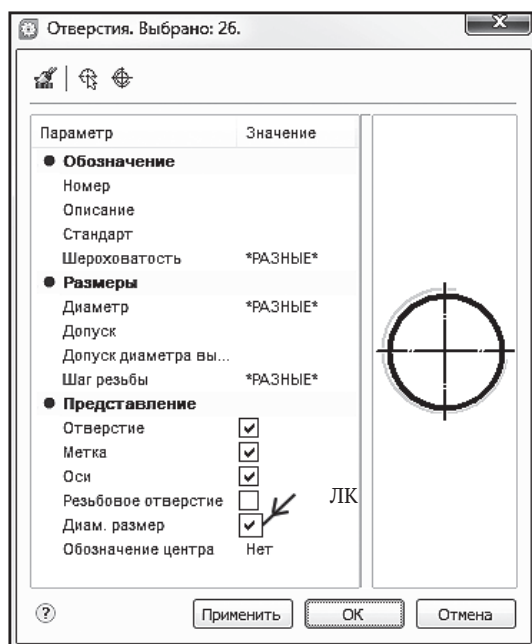 Отверстия. Выбрано: 26.
Параметр Значение
Обозначение
Номер
Описание
Стандарт
Шероховатость *РАЗНЫЕ*
Размеры
Диаметр *РАЗНЫЕ*
Допуск
Допуск диаметра вы...
Шаг резьбы *РАЗНЫЕ*
Представление
Отверстие
Метка
Оси
Резьбовое отверстие
ЛК
Диам. размер
Обозначение центра Нет
? Применить ОК Отмена